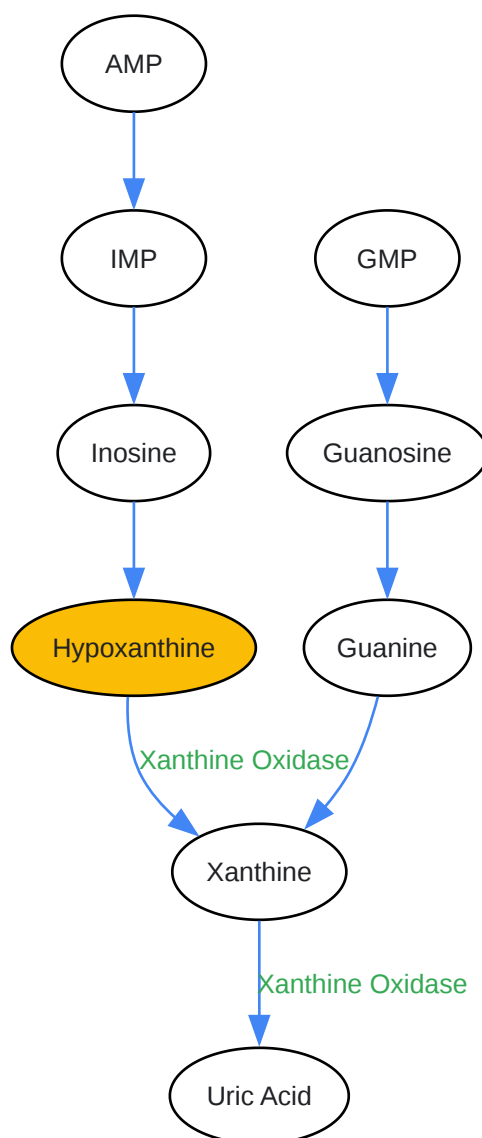 AMP
IMP
GMP
Inosine
Guanosine
Hypoxanthine
Guanine
Xanthine Oxidase
Xanthine
Xanthine Oxidase
Uric Acid